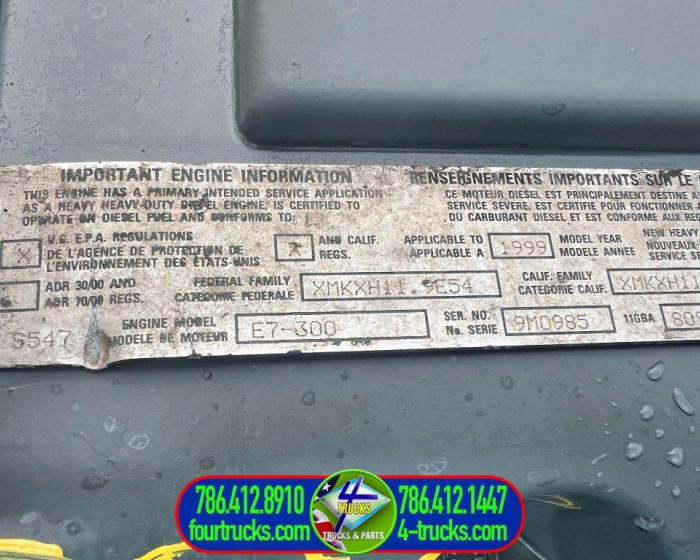 IMPORTANT ENGINE INFORMATION
THIS ENGINE HAS A PRIMARY INTENDED SERVICE APPLICATION
AS A HEAVY HEAVY-DUTY DIESEL ENGINE, IS CERTIFIED TO
OPERATE ON DIESEL FUEL AND CONFORMS TO:
RENSEIGNEMENTS IMPORTANTS SUR LE
CE MOTEUR DIESEL EST PRINCIPALEMENT DESTINE
SERVICE SEVERE, EST CERTIFIE POUR FONCTIONNER
DU CARBURANT DIESEL ET EST CONFORME AUX
X U.S. E.P.A. REGULATIONS
DE L'AGENCE DE PROTECTION DE
L'ENVIRONNEMENT DES ÉTATS-UNIS
X AND CALIF.
REGS.
APPLICABLE TO
APPLICABLE A
1999
MODEL YEAR
MODELE ANNÉE
NEW HEAVY
NOUVEAU
SERVICE
ADR 30/00 AND
ADR 70/00 REGS.
FEDERAL FAMILY
CATEGORIE FEDERALE
XMKXH11.9E54
CALIF. FAMILY
CATEGORIE CALIF.
XMKXH11
S547
ENGINE MODEL
MODELE DE MOTEUR
E7-300
SER. NO.
No. SERIE
9M0985
11GBA
786.412.8910
fourtrucks.com
4
TRUCKS
TRUCKS & PARTS
786.412.1447
4-trucks.com